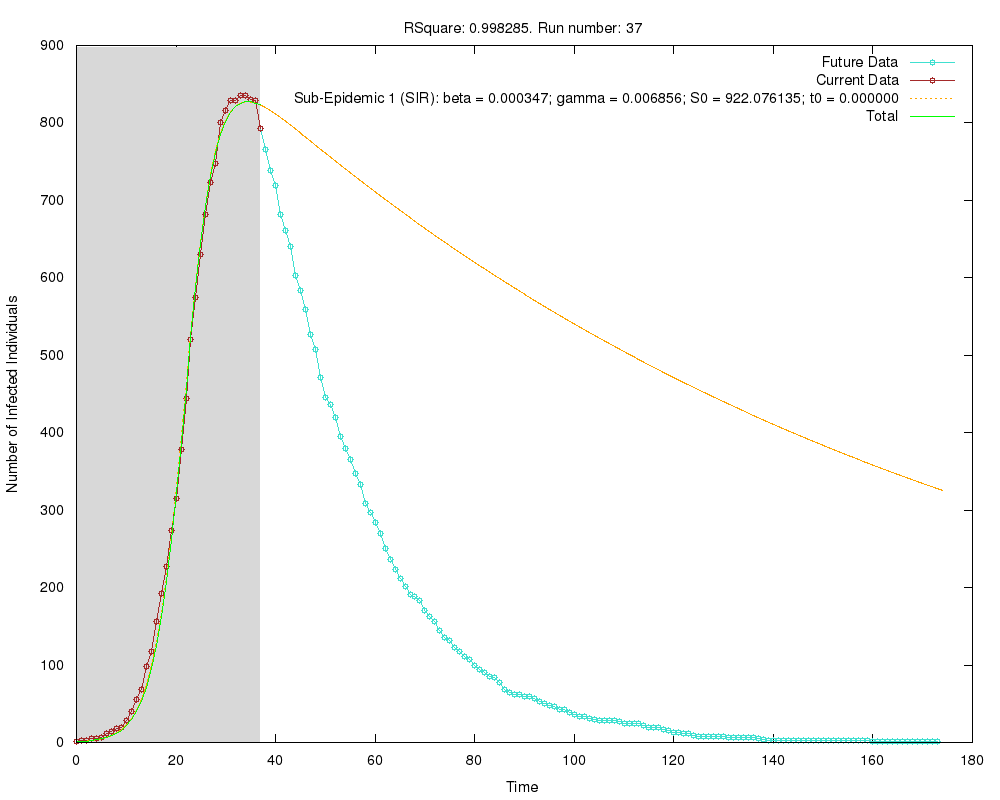 RSquare: 0.998285. Run number: 37
900
800
700
600
500
400
300
200
100
0
Number of Infected Individuals
Future Data
Current Data
Sub-Epidemic 1 (SIR): beta = 0.000347; gamma = 0.006856; S0 = 922.076135; t0 = 0.000000
Total
0 20 40 60 80 100 120 140 160 180
Time